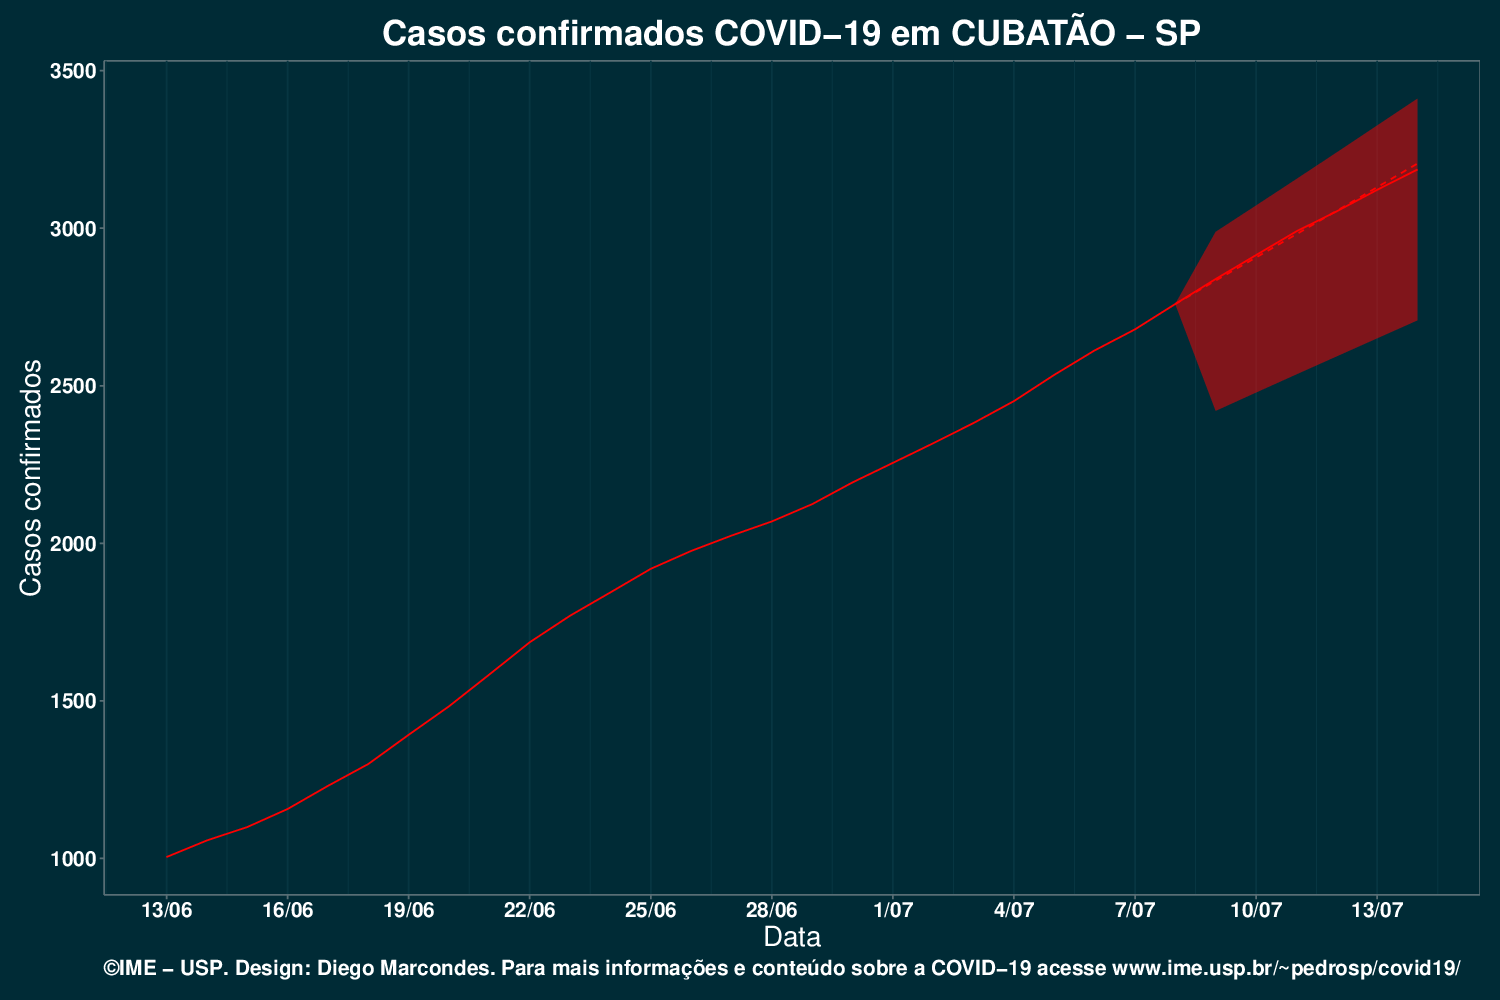 Casos confirmados COVID−19 em CUBATÃO − SP
3500
3000
2500
2000
1500
1000
Casos confirmados
13/06 16/06 19/06 22/06 25/06 28/06 1/07 4/07 7/07 10/07 13/07
Data
©IME − USP. Design: Diego Marcondes. Para mais informações e conteúdo sobre a COVID−19 acesse www.ime.usp.br/~pedrosp/covid19/